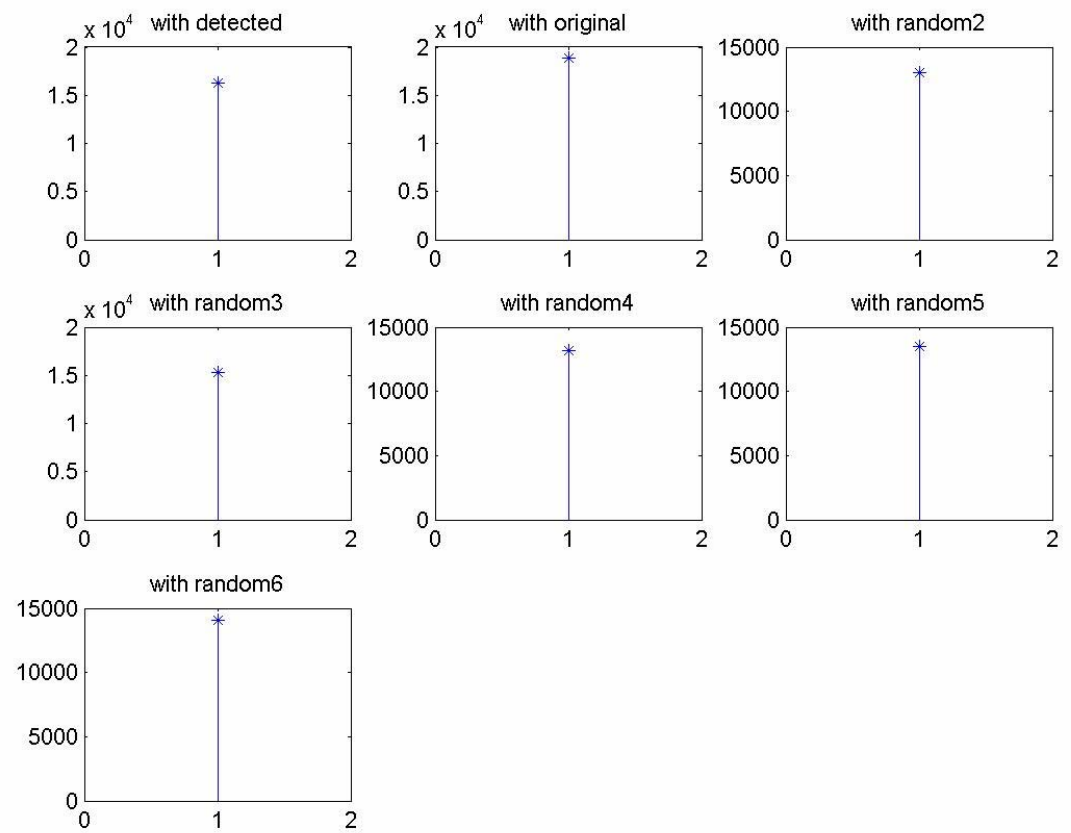 x 10^4 with detected
2
1.5
1
0.5
0
0 1 2
x 10^4 with original
2
1.5
1
0.5
0
0 1 2
with random2
15000
10000
5000
0
0 1 2
x 10^4 with random3
2
1.5
1
0.5
0
0 1 2
with random4
15000
10000
5000
0
0 1 2
with random5
15000
10000
5000
0
0 1 2
with random6
15000
10000
5000
0
0 1 2